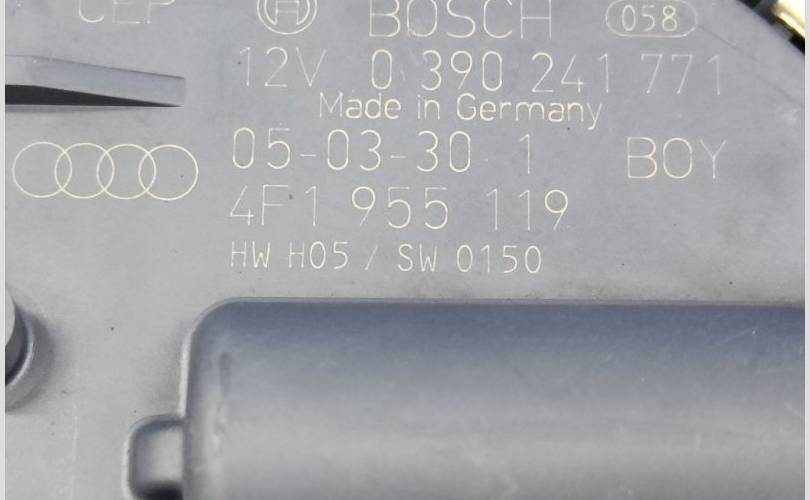 CEP BOSCH 058
12V 0 390 241 771
Made in Germany
05-03-30 1 BOY
4F1 955 119
HW H05 / SW 0150